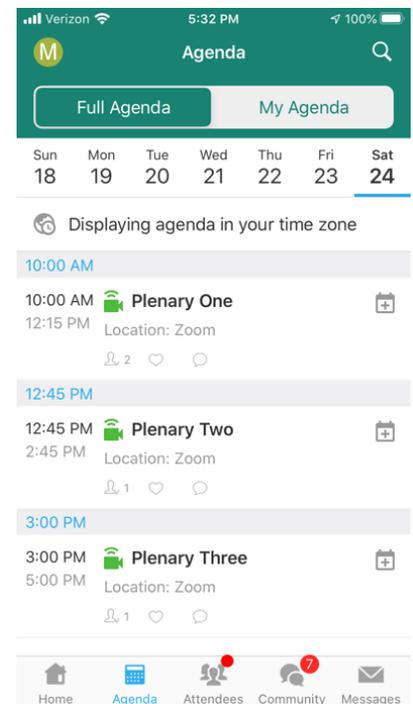 Verizon 5:32 PM 100%
M Agenda
Full Agenda My Agenda
Sun Mon Tue Wed Thu Fri Sat
18 19 20 21 22 23 24
Displaying agenda in your time zone
10:00 AM
10:00 AM Plenary One
12:15 PM Location: Zoom
2
12:45 PM
12:45 PM Plenary Two
2:45 PM Location: Zoom
1
3:00 PM
3:00 PM Plenary Three
5:00 PM Location: Zoom
1
7
Home Agenda Attendees Community Messages